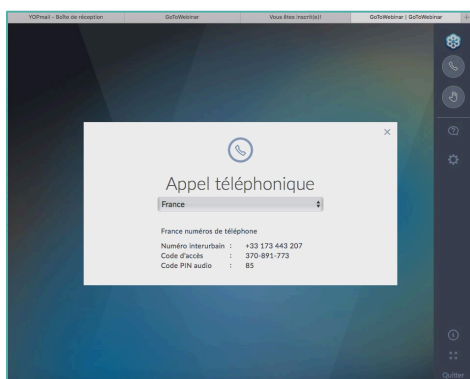 YOPmail - Boîte de réception
GoToWebinar
Vous êtes inscrit(e)!
GoToWebinar | GoToWebinar
Appel téléphonique
France
France numéros de téléphone
Numéro interurbain : +33 173 443 207
Code d'accès : 370-891-773
Code PIN audio : 85
Quitter